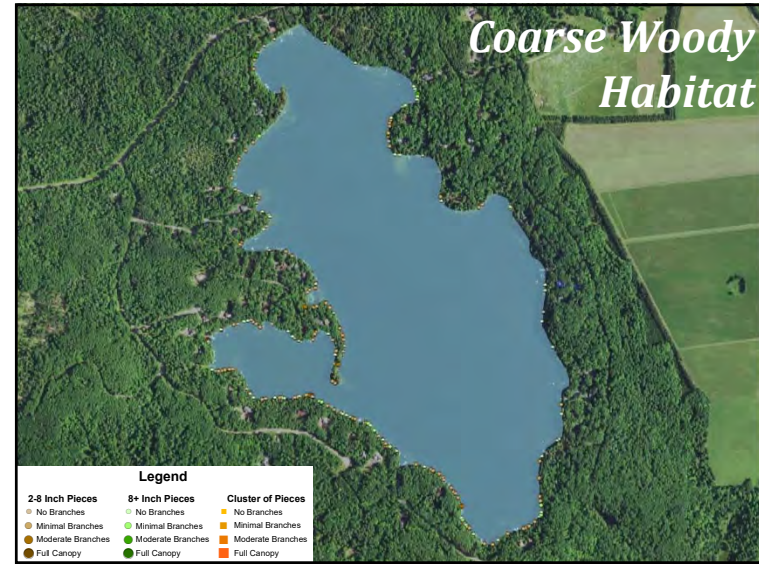 Coarse Woody
Habitat
Legend
2-8 Inch Pieces 8+ Inch Pieces Cluster of Pieces
No Branches No Branches No Branches
Minimal Branches Minimal Branches Minimal Branches
Moderate Branches Moderate Branches Moderate Branches
Full Canopy Full Canopy Full Canopy